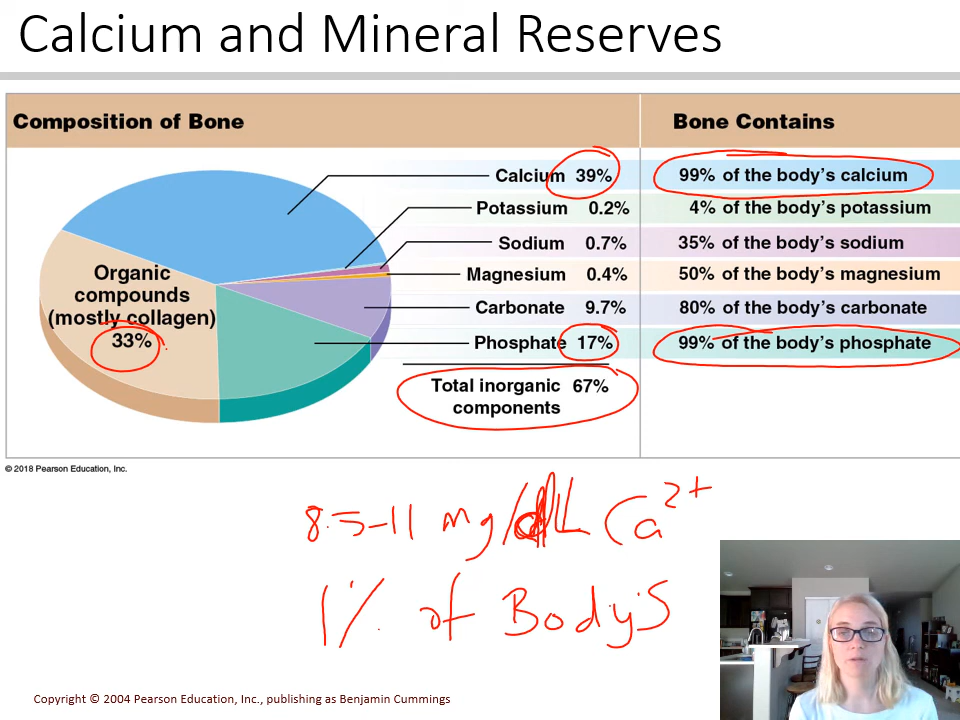 Calcium and Mineral Reserves
Composition of Bone
Bone Contains
Calcium 39%
99% of the body's calcium
Potassium 0.2%
4% of the body's potassium
Sodium 0.7%
35% of the body's sodium
Organic
compounds
(mostly collagen)
33%
Magnesium 0.4%
50% of the body's magnesium
Carbonate 9.7%
80% of the body's carbonate
Phosphate 17%
99% of the body's phosphate
Total inorganic 67%
components
© 2018 Pearson Education, Inc.
8.5-11 mg/dL Ca2+
1% of Body's
Copyright © 2004 Pearson Education, Inc., publishing as Benjamin Cummings